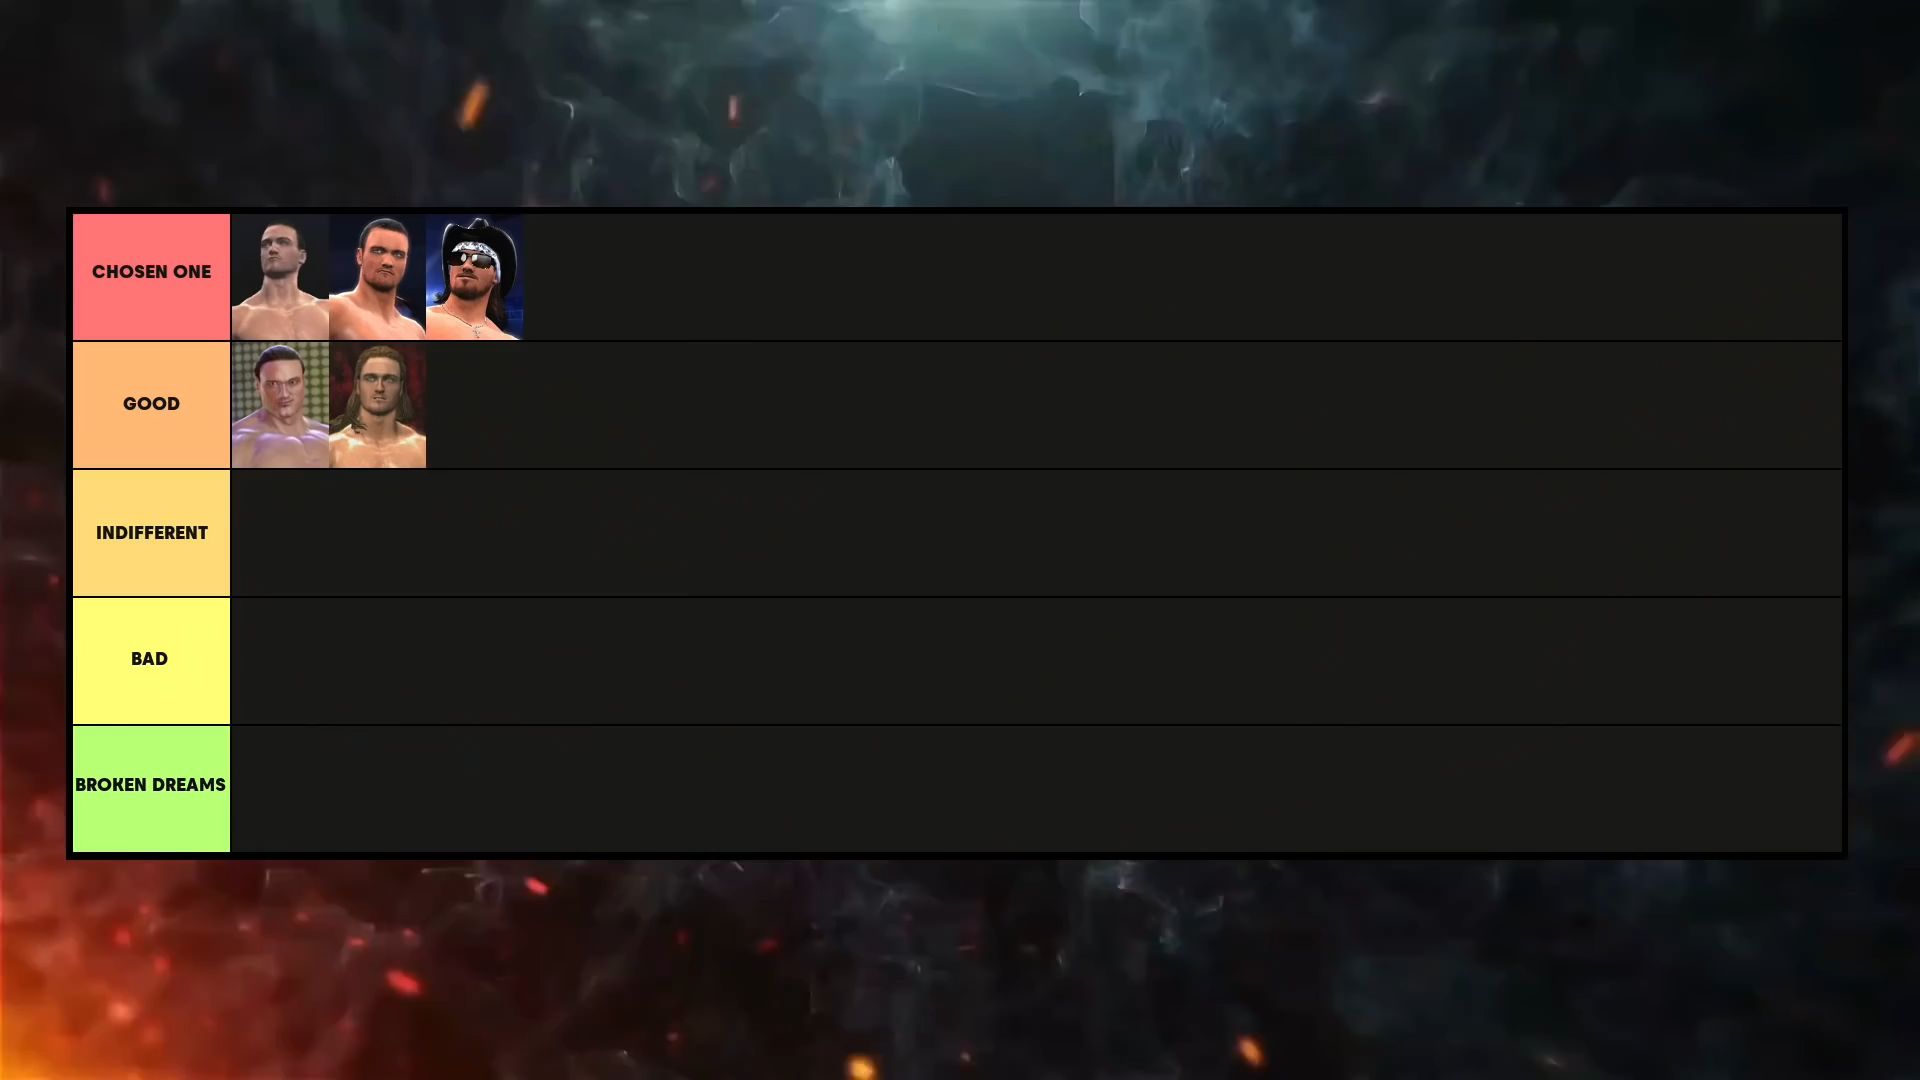 CHOSEN ONE
GOOD
INDIFFERENT
BAD
BROKEN DREAMS